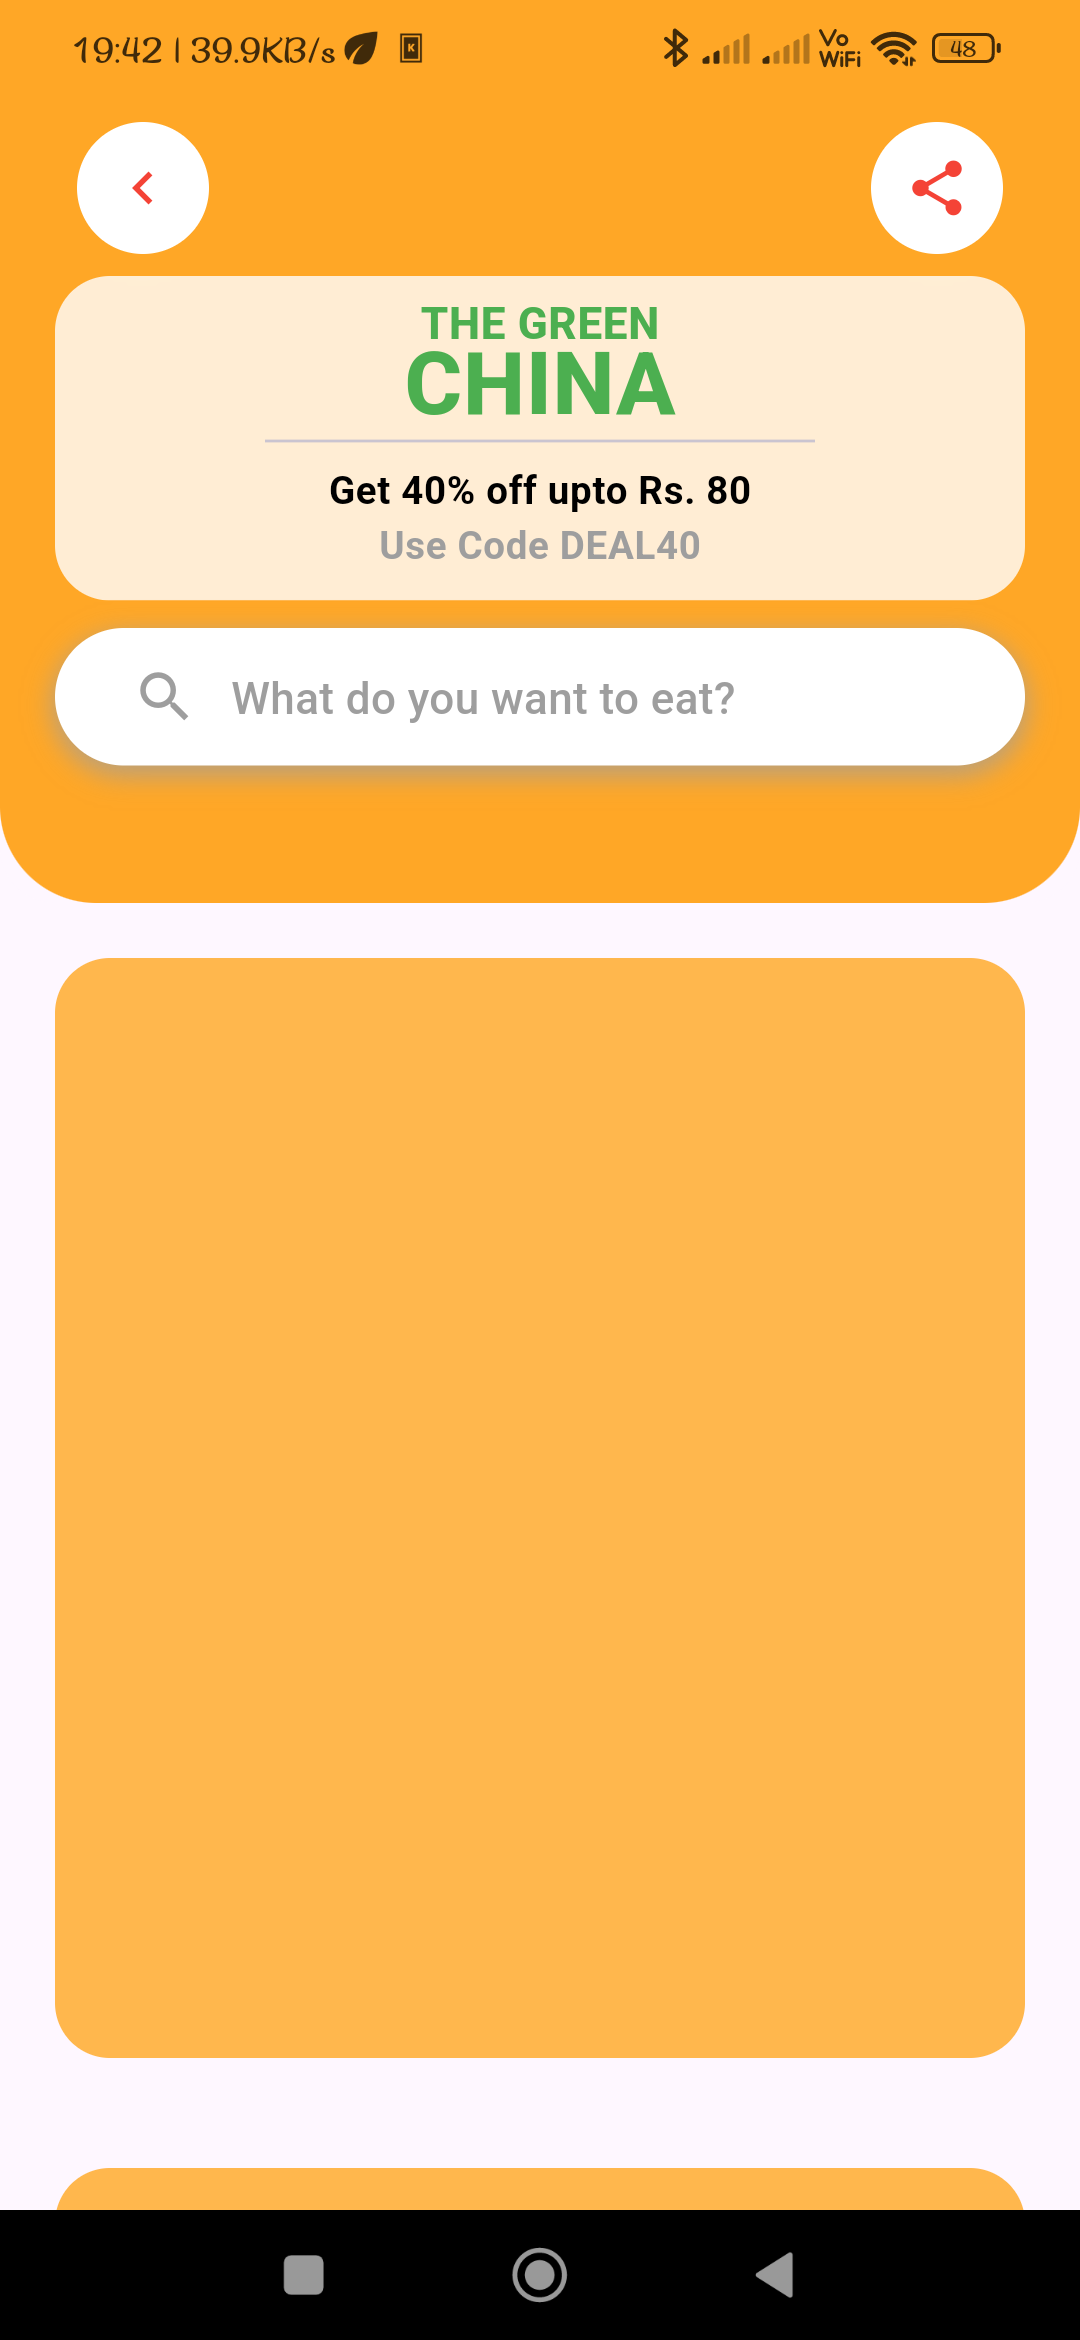 19:42 | 39.9KB/s
K
Vo
WiFi
48
THE GREEN
CHINA
Get 40% off upto Rs. 80
Use Code DEAL40
What do you want to eat?